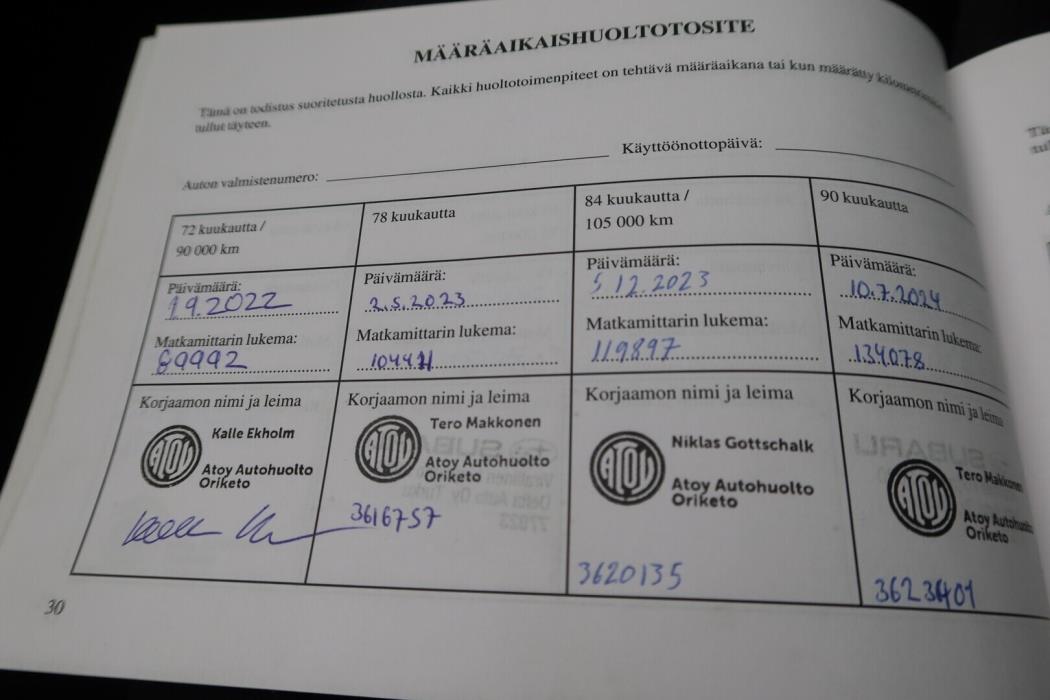 MÄÄRÄAIKAISHUOLTOTOSITE
Tämä on todistus suoritetusta huollosta. Kaikki huoltotoimenpiteet on tehtävä määräaikana tai kun määrätty
tullut täyteen.
Auton valmistenumero: Käyttöönottopäivä:
72 kuukautta /
90 000 km
Päivämäärä:
1.9.2022
Matkamittarin lukema:
89992
Korjaamon nimi ja leima
ATOY
Kalle Ekholm
Atoy Autohuolto
Oriketo
78 kuukautta
Päivämäärä:
2.5.2023
Matkamittarin lukema:
Korjaamon nimi ja leima
ATOY
Tero Makkonen
Atoy Autohuolto
Oriketo
3616757
84 kuukautta /
105 000 km
Päivämäärä:
5 12.2023
Matkamittarin lukema:
119897
Korjaamon nimi ja leima
ATOY
Niklas Gottschalk
Atoy Autohuolto
Oriketo
3620135
90 kuukautta
Päivämäärä:
10.7.2024
Matkamittarin lukema:
134078
Korjaamon nimi ja leima
ATOY
Tero Makkonen
Atoy Autohuolto
Oriketo
3623401
30